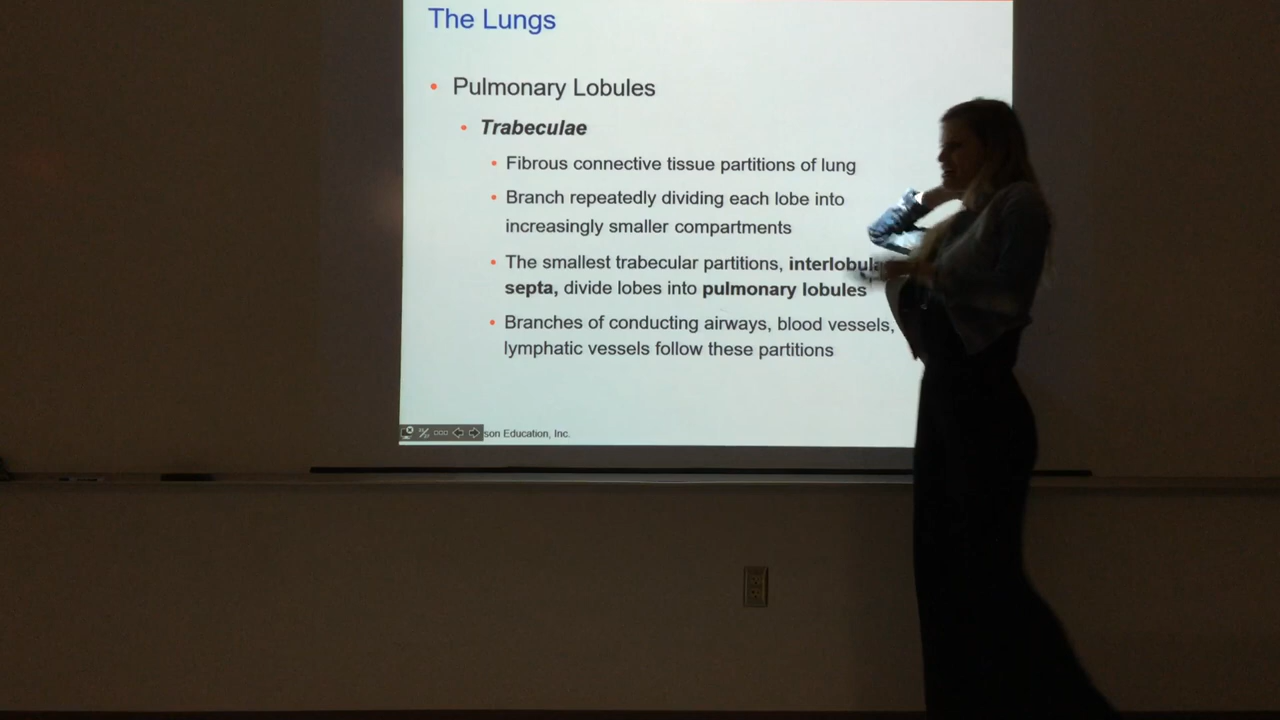 The Lungs
• Pulmonary Lobules
• Trabeculae
• Fibrous connective tissue partitions of lung
• Branch repeatedly dividing each lobe into
increasingly smaller compartments
• The smallest trabecular partitions, interlobula
septa, divide lobes into pulmonary lobules
• Branches of conducting airways, blood vessels,
lymphatic vessels follow these partitions
son Education, Inc.